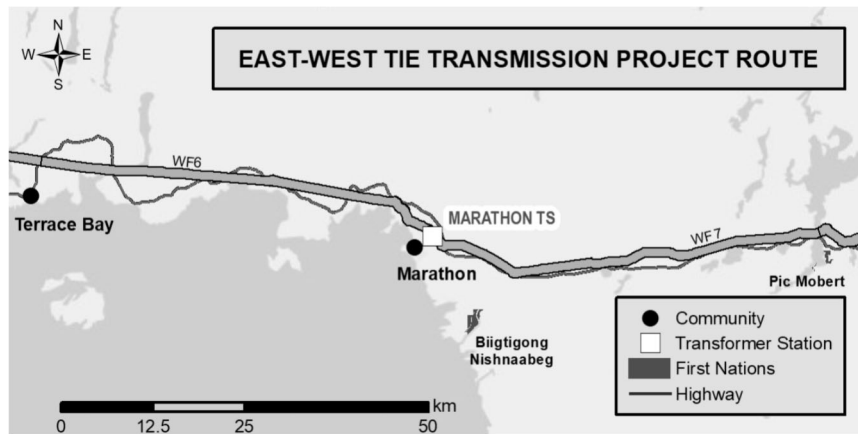 N
W E
S
EAST-WEST TIE TRANSMISSION PROJECT ROUTE
WF6
Terrace Bay
MARATHON TS
Marathon
WF7
Pic Mobert
Biigtigong
Nishnaabeg
Community
Transformer Station
First Nations
Highway
km
0 12.5 25 50